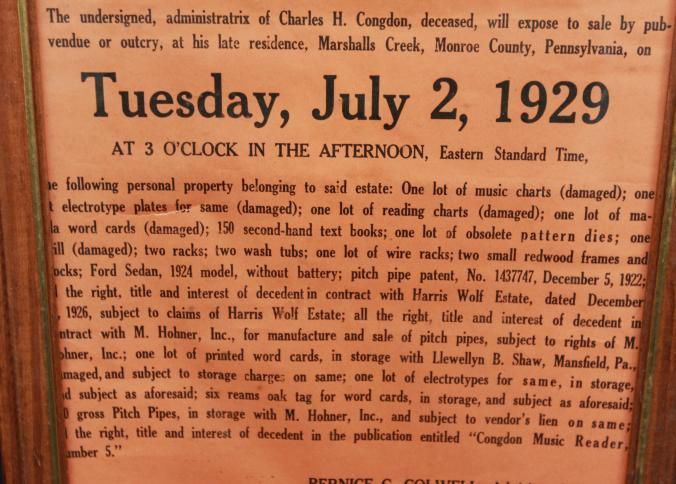 The undersigned, administratrix of Charles H. Congdon, deceased, will expose to sale by pub-
vendue or outcry, at his late residence, Marshalls Creek, Monroe County, Pennsylvania, on
Tuesday, July 2, 1929
AT 3 O'CLOCK IN THE AFTERNOON, Eastern Standard Time,
e following personal property belonging to said estate: One lot of music charts (damaged); one
t electrotype plates for same (damaged); one lot of reading charts (damaged); one lot of ma-
la word cards (damaged); 150 second-hand text books; one lot of obsolete pattern dies; one
ill (damaged); two racks; two wash tubs; one lot of wire racks; two small redwood frames and
ocks; Ford Sedan, 1924 model, without battery; pitch pipe patent, No. 1437747, December 5, 1922;
l the right, title and interest of decedent in contract with Harris Wolf Estate, dated December
, 1926, subject to claims of Harris Wolf Estate; all the right, title and interest of decedent in
ntract with M. Hohner, Inc., for manufacture and sale of pitch pipes, subject to rights of M.
ohner, Inc.; one lot of printed word cards, in storage with Llewellyn B. Shaw, Mansfield, Pa.,
amaged, and subject to storage charges on same; one lot of electrotypes for same, in storage,
d subject as aforesaid; six reams oak tag for word cards, in storage, and subject as aforesaid;
0 gross Pitch Pipes, in storage with M. Hohner, Inc., and subject to vendor's lien on same;
l the right, title and interest of decedent in the publication entitled "Congdon Music Reader,
umber 5."
BERNICE C.